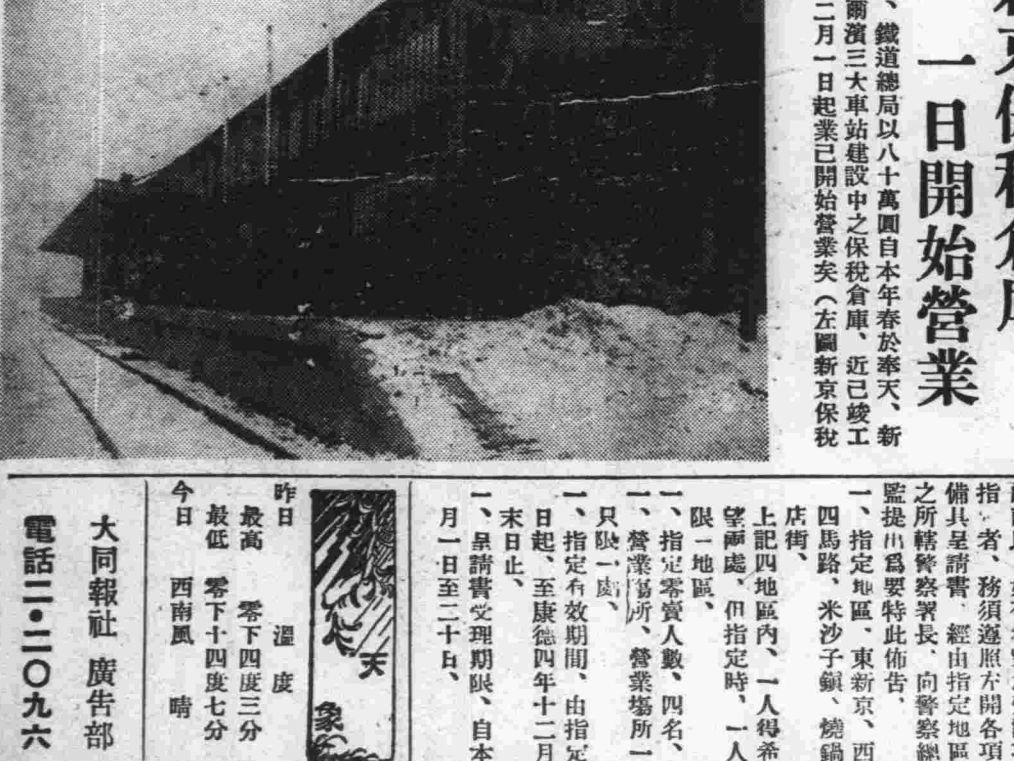 京保税倉庫
一日開始營業
、鐵道總局以八十萬圓自本年春於奉天、新
爾濱三大車站建設中之保稅倉庫、近已竣工
二月一日起業已開始營業矣(左圖新京保稅
指 者、務須遵照左開各項
備具呈請書、經由指定地區
之所轄警察署長、向警察總
監提出爲要特此佈告、
一、指定地區、東新京、西
四馬路、米沙子鎭、燒鍋
店街、
上記四地區內、一人得希
望兩處、但指定時、一人
限一地區、
一、指定零賣人數、四名、
一、營業場所、營業場所一
只限一處、
一、指定有效期間、由指定
日起、至康德四年十二月
末日止、
一、呈請書受理期限、自本
月一日至二十日、
天象
昨日 溫度
最高 零下四度三分
最低 零下十四度七分
今日 西南風 晴
大同報社 廣告部
電話二·二〇九六